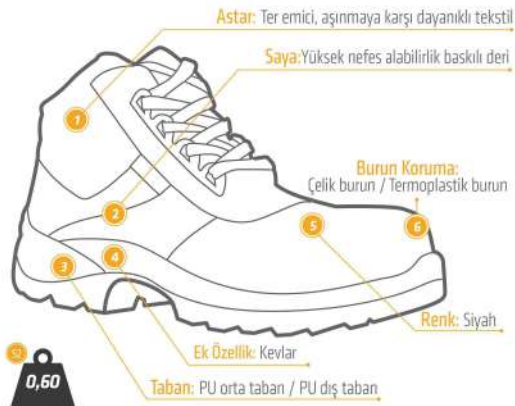 Astar: Ter emici, aşınmaya karşı dayanıklı tekstil
Saya:Yüksek nefes alabilirlik baskılı deri
1
Burun Koruma:
Çelik burun / Termoplastik burun
2
5
6
4
3
Renk: Siyah
Ek Özellik: Kevlar
52
0,60
Taban: PU orta taban / PU dış taban